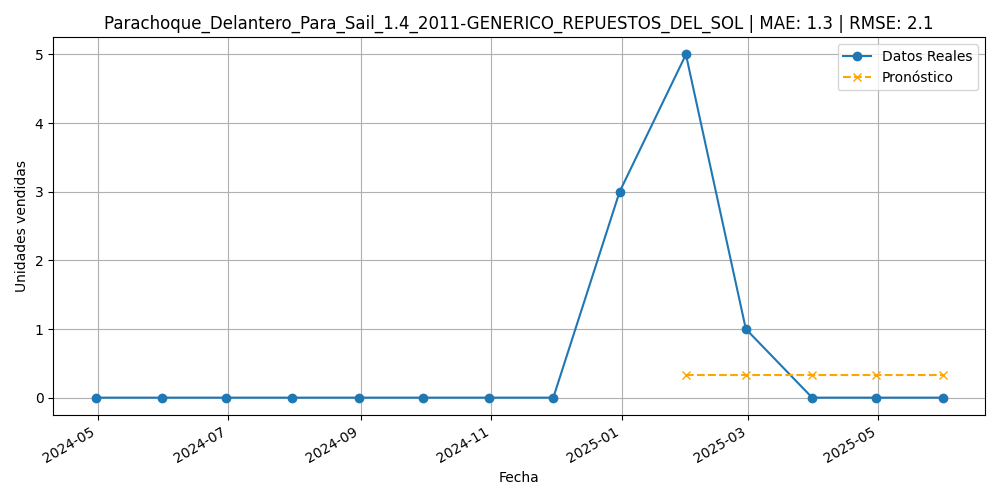 Parachoque_Delantero_Para_Sail_1.4_2011-GENERICO_REPUESTOS_DEL_SOL | MAE: 1.3 | RMSE: 2.1
Datos Reales
Pronóstico
Unidades vendidas
5
4
3
2
1
0
2024-05
2024-07
2024-09
2024-11
2025-01
2025-03
2025-05
Fecha